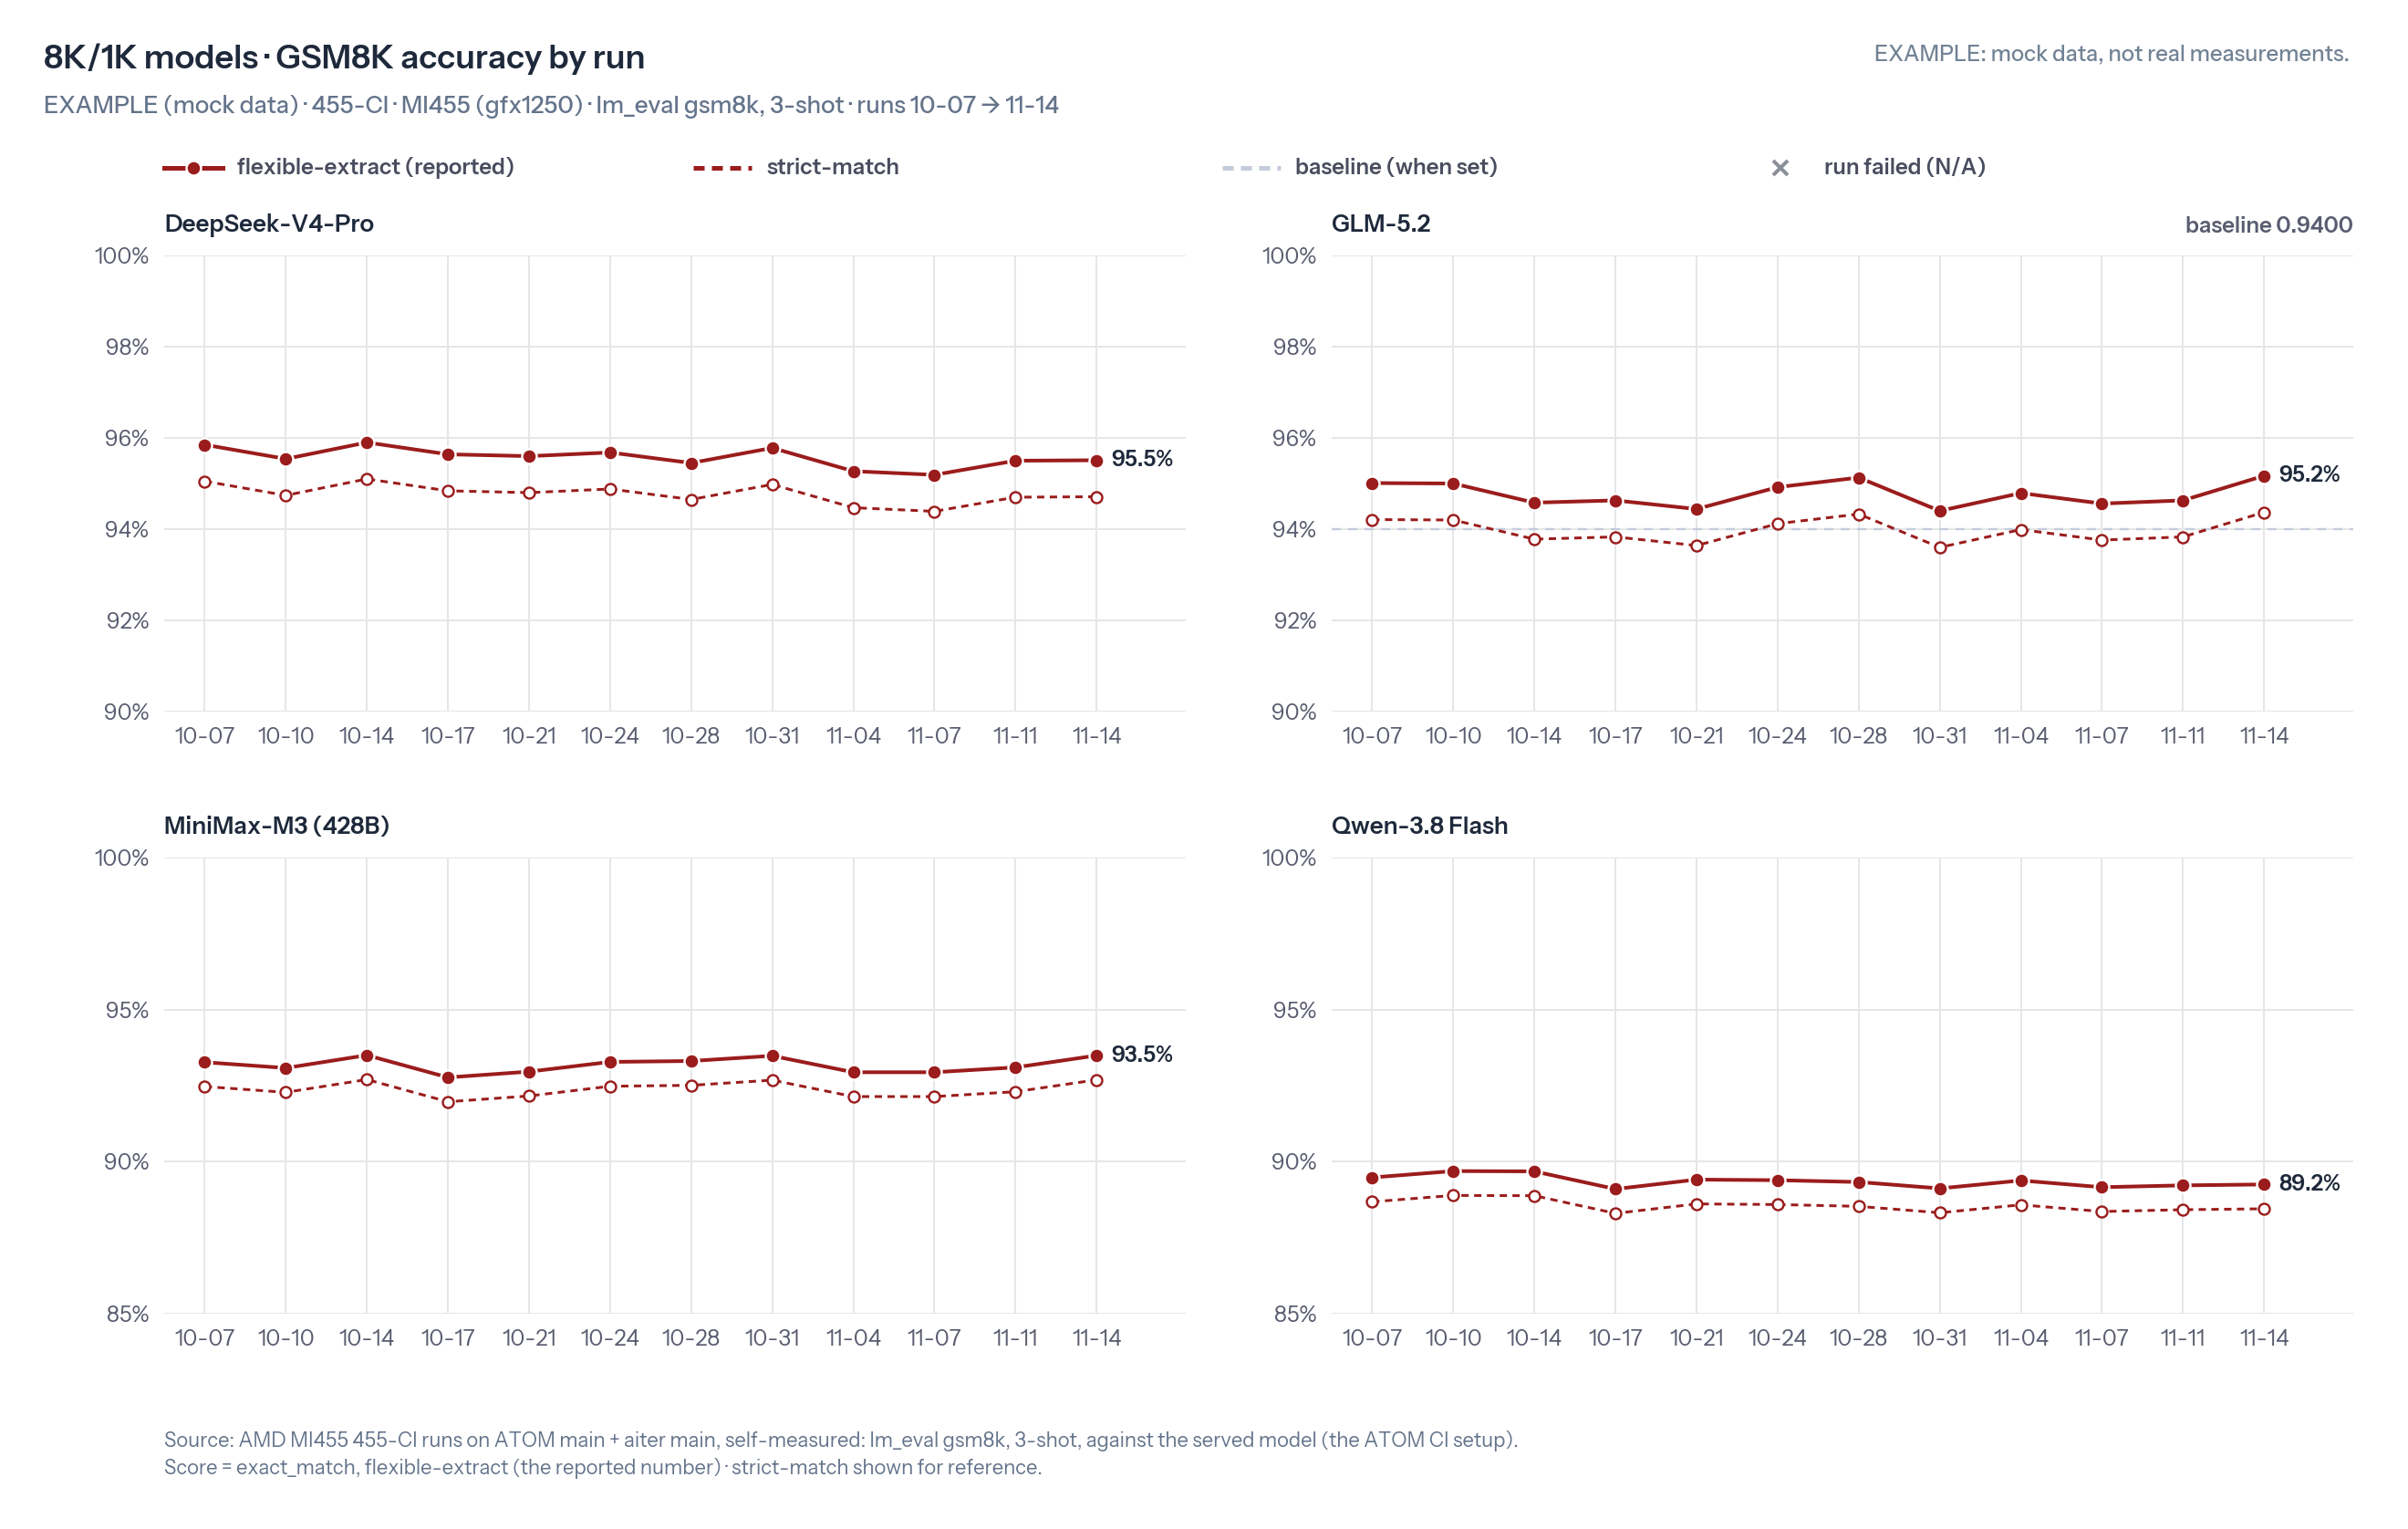 8K/1K models · GSM8K accuracy by run
EXAMPLE: mock data, not real measurements.
EXAMPLE (mock data) · 455-CI · MI455 (gfx1250) · lm_eval gsm8k, 3-shot · runs 10-07 → 11-14
flexible-extract (reported)
strict-match
baseline (when set)
run failed (N/A)
DeepSeek-V4-Pro
100%
98%
96%
94%
92%
90%
95.5%
10-07 10-10 10-14 10-17 10-21 10-24 10-28 10-31 11-04 11-07 11-11 11-14
GLM-5.2
baseline 0.9400
100%
98%
96%
94%
92%
90%
95.2%
10-07 10-10 10-14 10-17 10-21 10-24 10-28 10-31 11-04 11-07 11-11 11-14
MiniMax-M3 (428B)
100%
95%
90%
85%
93.5%
10-07 10-10 10-14 10-17 10-21 10-24 10-28 10-31 11-04 11-07 11-11 11-14
Qwen-3.8 Flash
100%
95%
90%
85%
89.2%
10-07 10-10 10-14 10-17 10-21 10-24 10-28 10-31 11-04 11-07 11-11 11-14
Source: AMD MI455 455-CI runs on ATOM main + aiter main, self-measured: lm_eval gsm8k, 3-shot, against the served model (the ATOM CI setup).
Score = exact_match, flexible-extract (the reported number) · strict-match shown for reference.